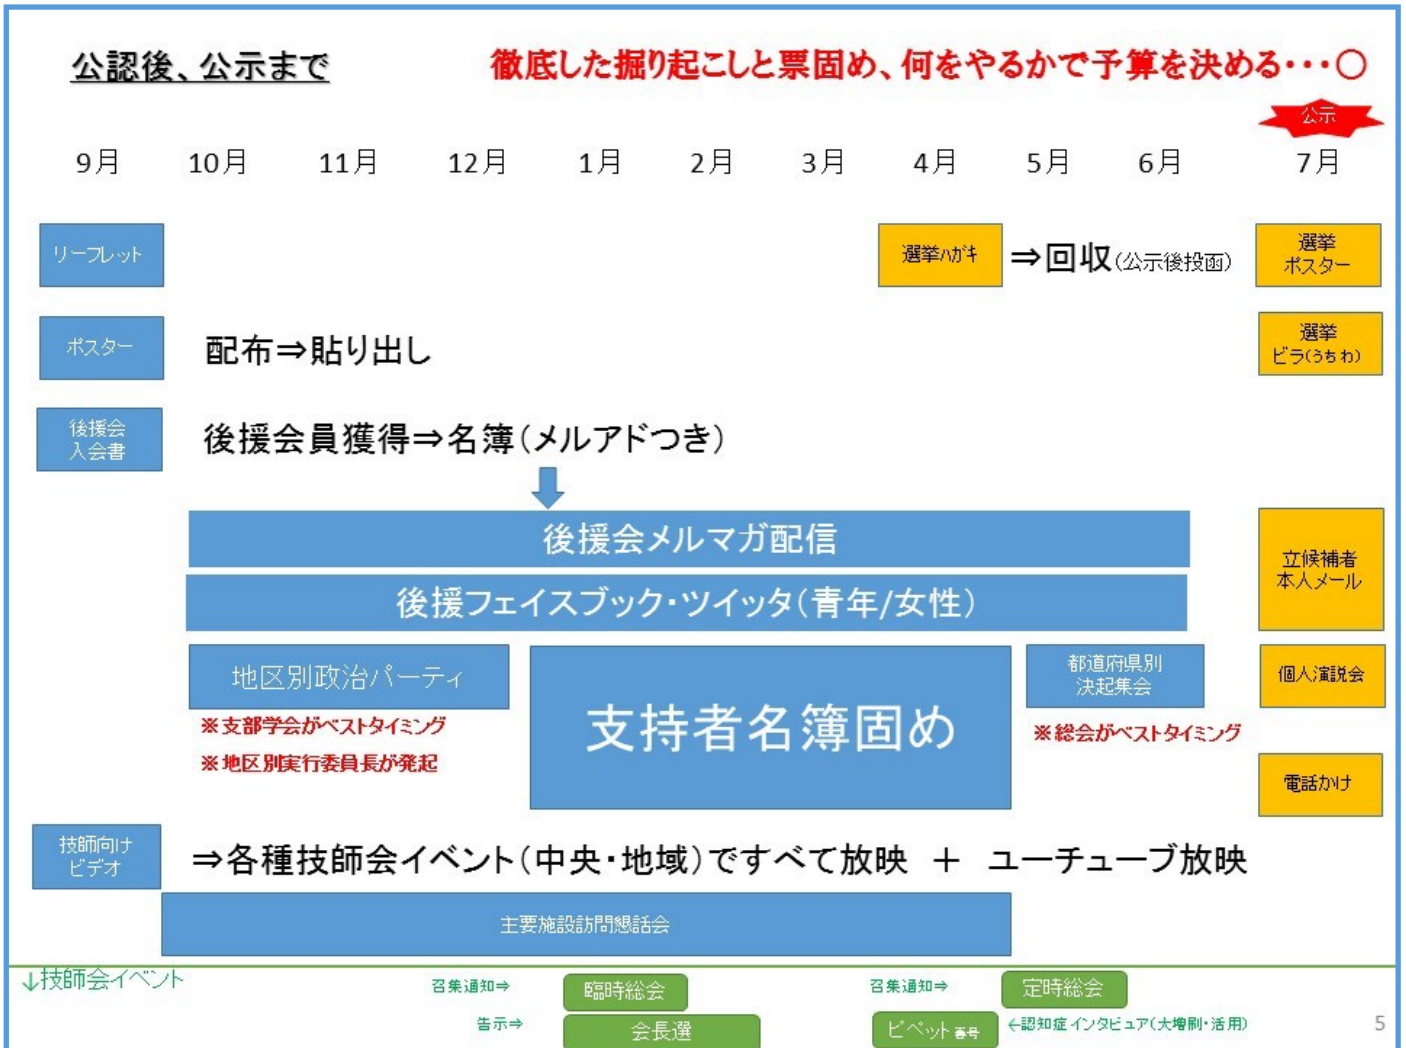 公認後、公示まで
徹底した掘り起こしと票固め、何をやるかで予算を決める・・・○
公示
9月 10月 11月 12月 1月 2月 3月 4月 5月 6月 7月
リーフレット
選挙ハガキ
⇒回収(公示後投函)
選挙
ポスター
ポスター
配布⇒貼り出し
選挙
ビラ(うちわ)
後援会
入会書
後援会員獲得⇒名簿(メルアドつき)
後援会メルマガ配信
後援フェイスブック・ツイッタ(青年/女性)
立候補者
本人メール
地区別政治パーティ
※支部学会がベストタイミング
※地区別実行委員長が発起
支持者名簿固め
都道府県別
決起集会
※総会がベストタイミング
個人演説会
電話かけ
技師向け
ビデオ
⇒各種技師会イベント(中央・地域)ですべて放映 + ユーチューブ放映
主要施設訪問懇話会
↓技師会イベント
召集通知⇒
臨時総会
召集通知⇒
定時総会
告示⇒
会長選
ピペット番号
←認知症インタビュア(大増刷・活用)
5